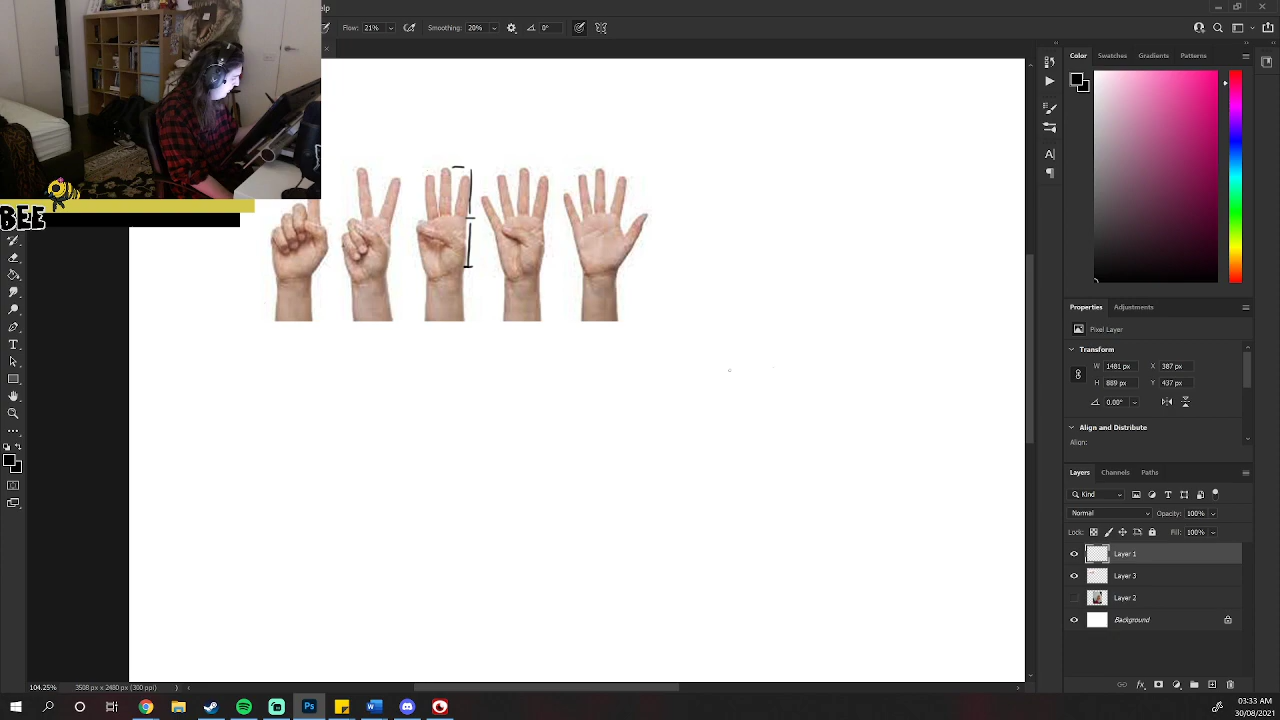 Flow: 21%
Smoothing: 20%
0°
Color
Swatches
Gradients
Patterns
BEE
Properties
Adjustments
Pixel Layer
Transform
W 1481 px
X 387 px
H 889 px
Y 437 px
0.00°
Align and Distribute
Align:
Layers
Channels
Paths
Kind
Normal
Opacity: 100%
Lock:
Fill: 100%
Layer 1
Layer 3
Layer 2
Background
104.25%
3508 px x 2480 px (300 ppi)
Ps
W
03:33 AM
30/08/2021